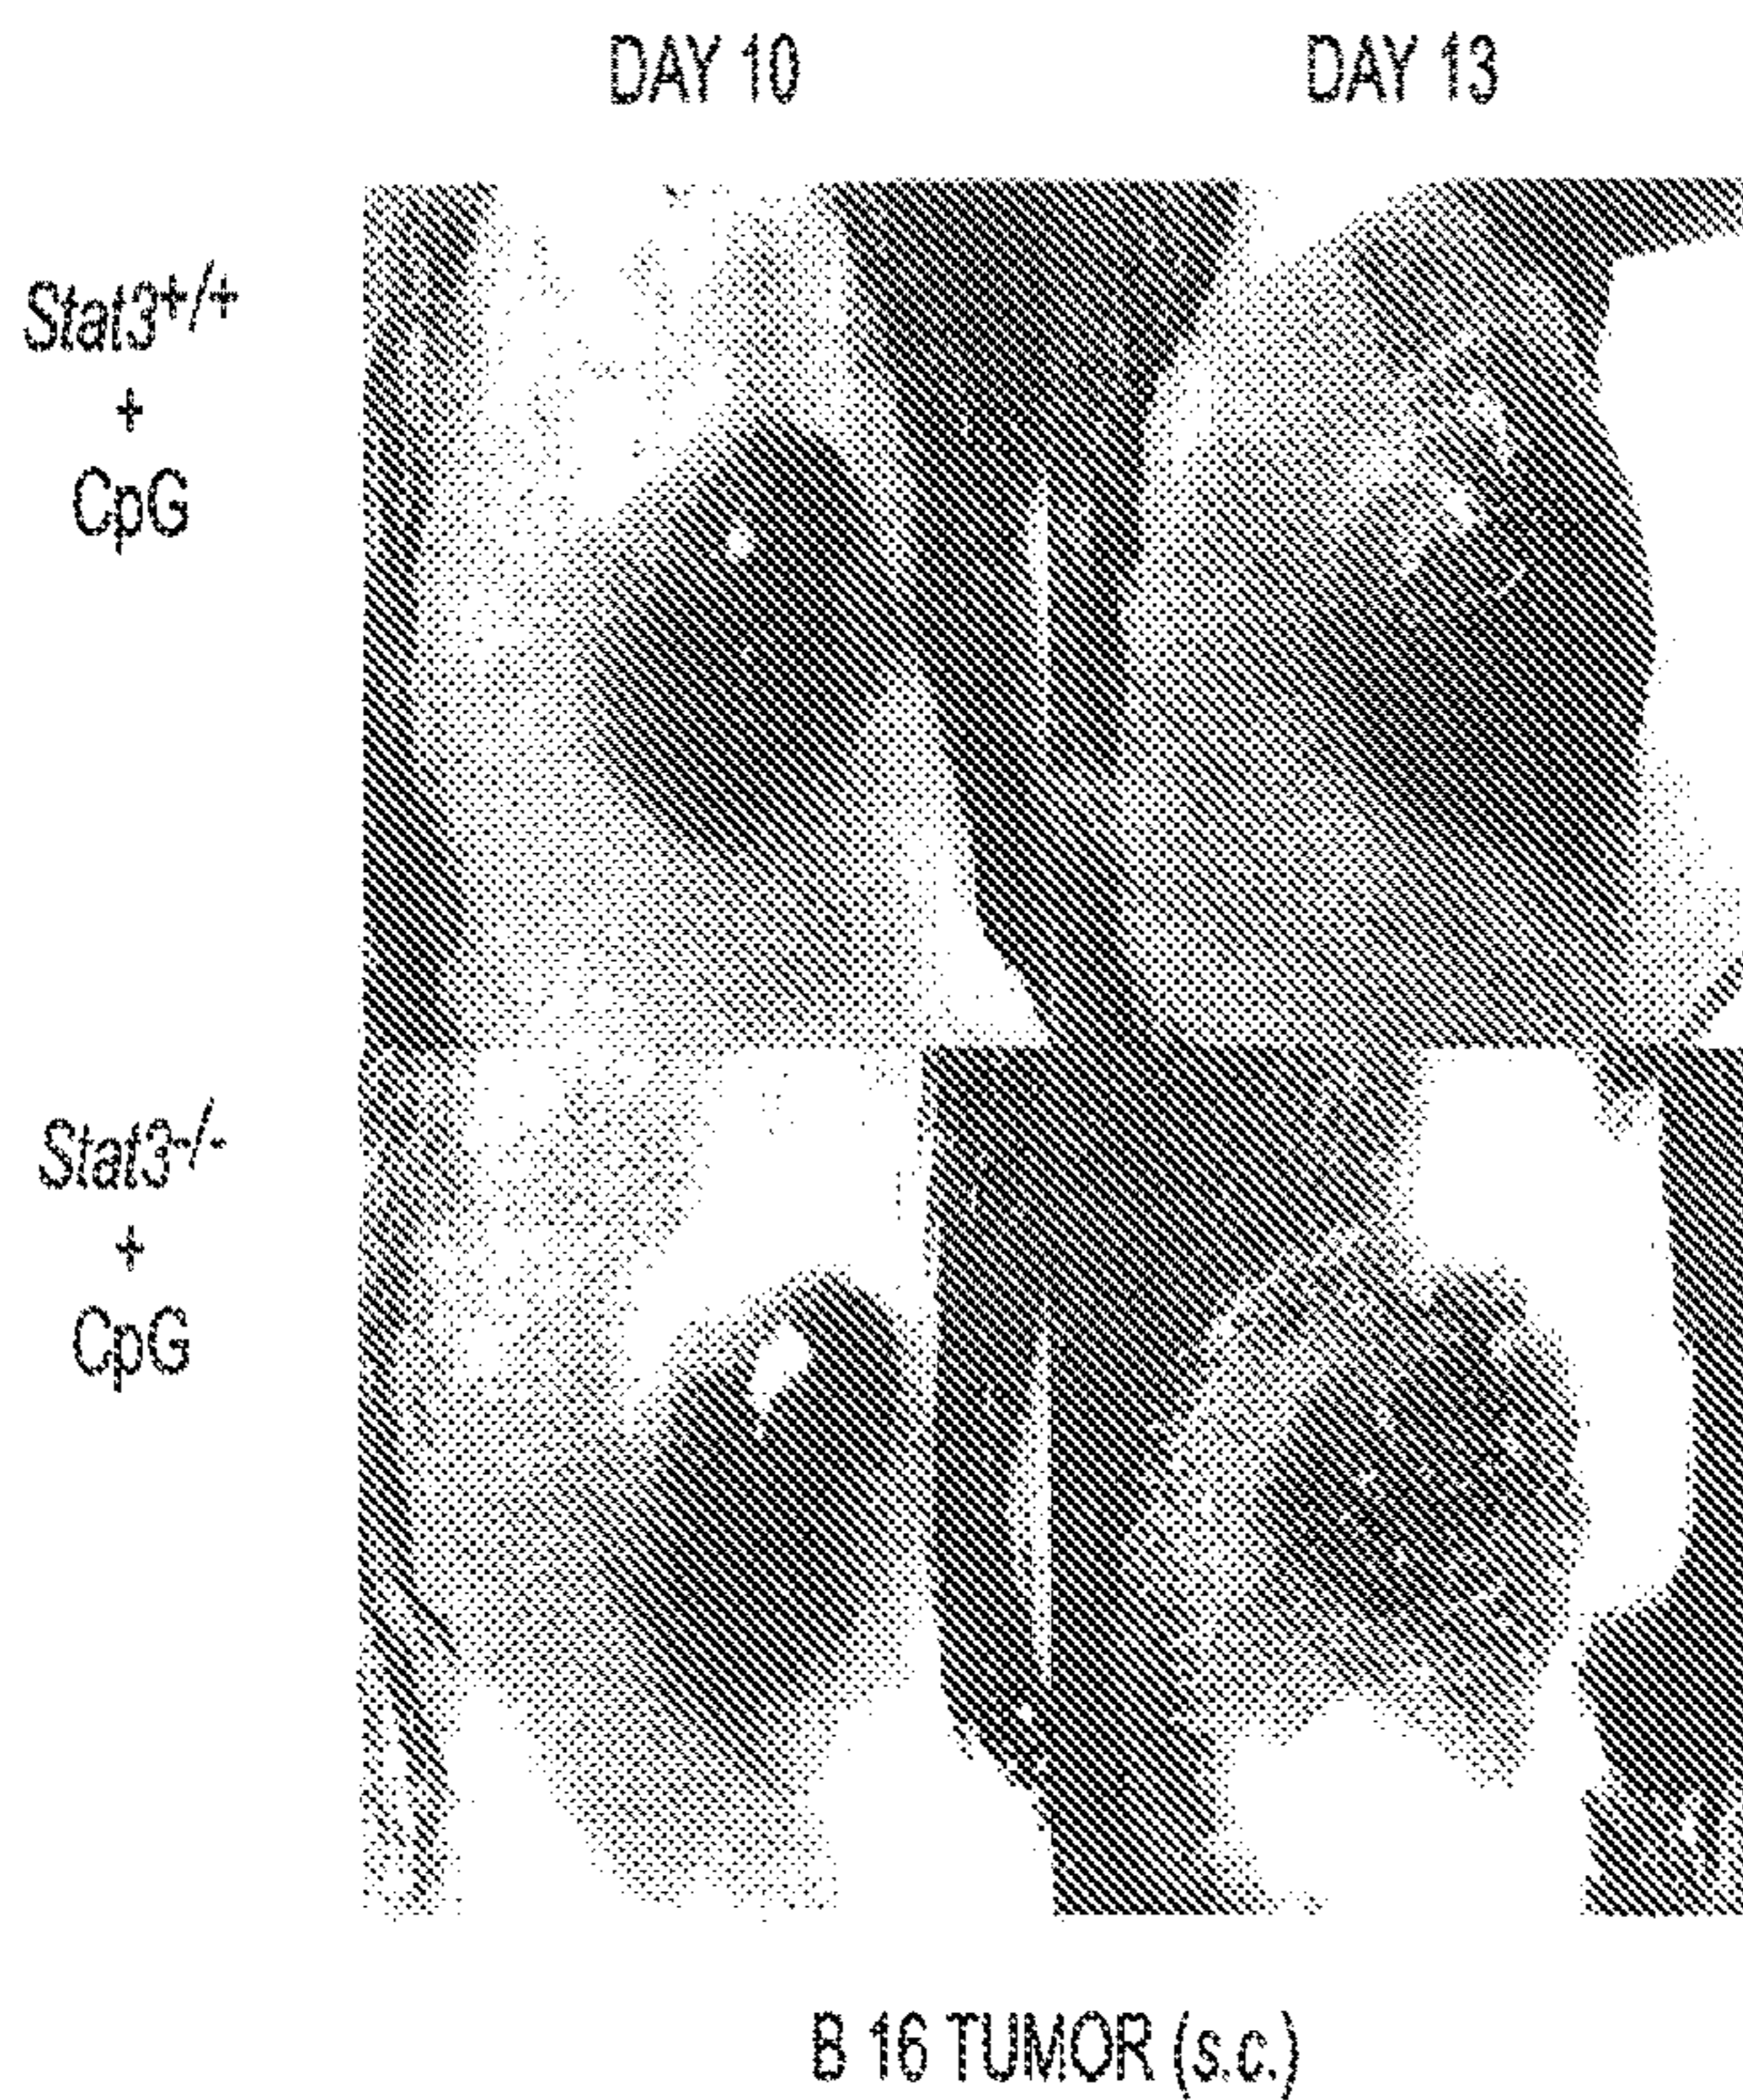 DAY 10 DAY 13
Stat3+/+
+
CpG
Stat3-/-
+
CpG
B 16 TUMOR (s.c.)